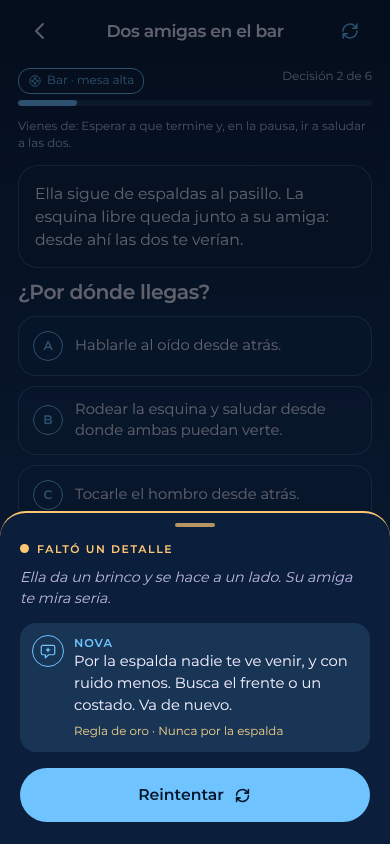 Dos amigas en el bar
Bar · mesa alta
Decisión 2 de 6
Vienes de: Esperar a que termine y, en la pausa, ir a saludar
a las dos.
Ella sigue de espaldas al pasillo. La
esquina libre queda junto a su amiga:
desde ahí las dos te verían.
¿Por dónde llegas?
A Hablarle al oído desde atrás.
B Rodear la esquina y saludar desde
donde ambas puedan verte.
C Tocarle el hombro desde atrás.
FALTÓ UN DETALLE
Ella da un brinco y se hace a un lado. Su amiga
te mira seria.
NOVA
Por la espalda nadie te ve venir, y con
ruido menos. Busca el frente o un
costado. Va de nuevo.
Regla de oro · Nunca por la espalda
Reintentar